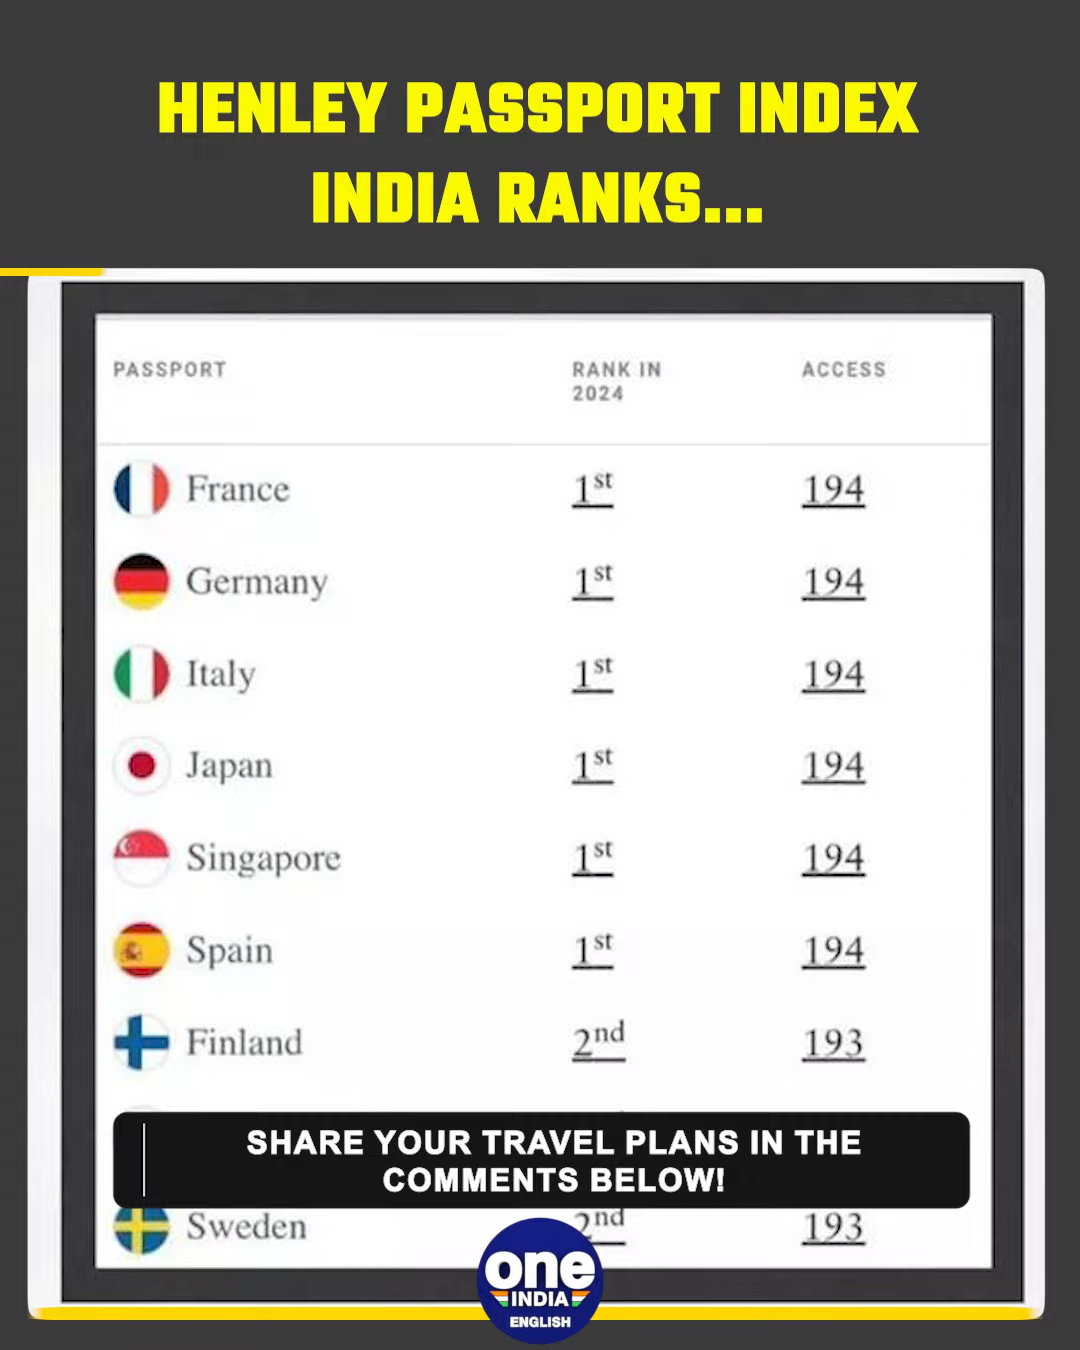 HENLEY PASSPORT INDEX
INDIA RANKS...
PASSPORT RANK IN 2024 ACCESS
France 1st 194
Germany 1st 194
Italy 1st 194
Japan 1st 194
Singapore 1st 194
Spain 1st 194
Finland 2nd 193
SHARE YOUR TRAVEL PLANS IN THE
COMMENTS BELOW!
Sweden 2nd 193
one
INDIA
ENGLISH